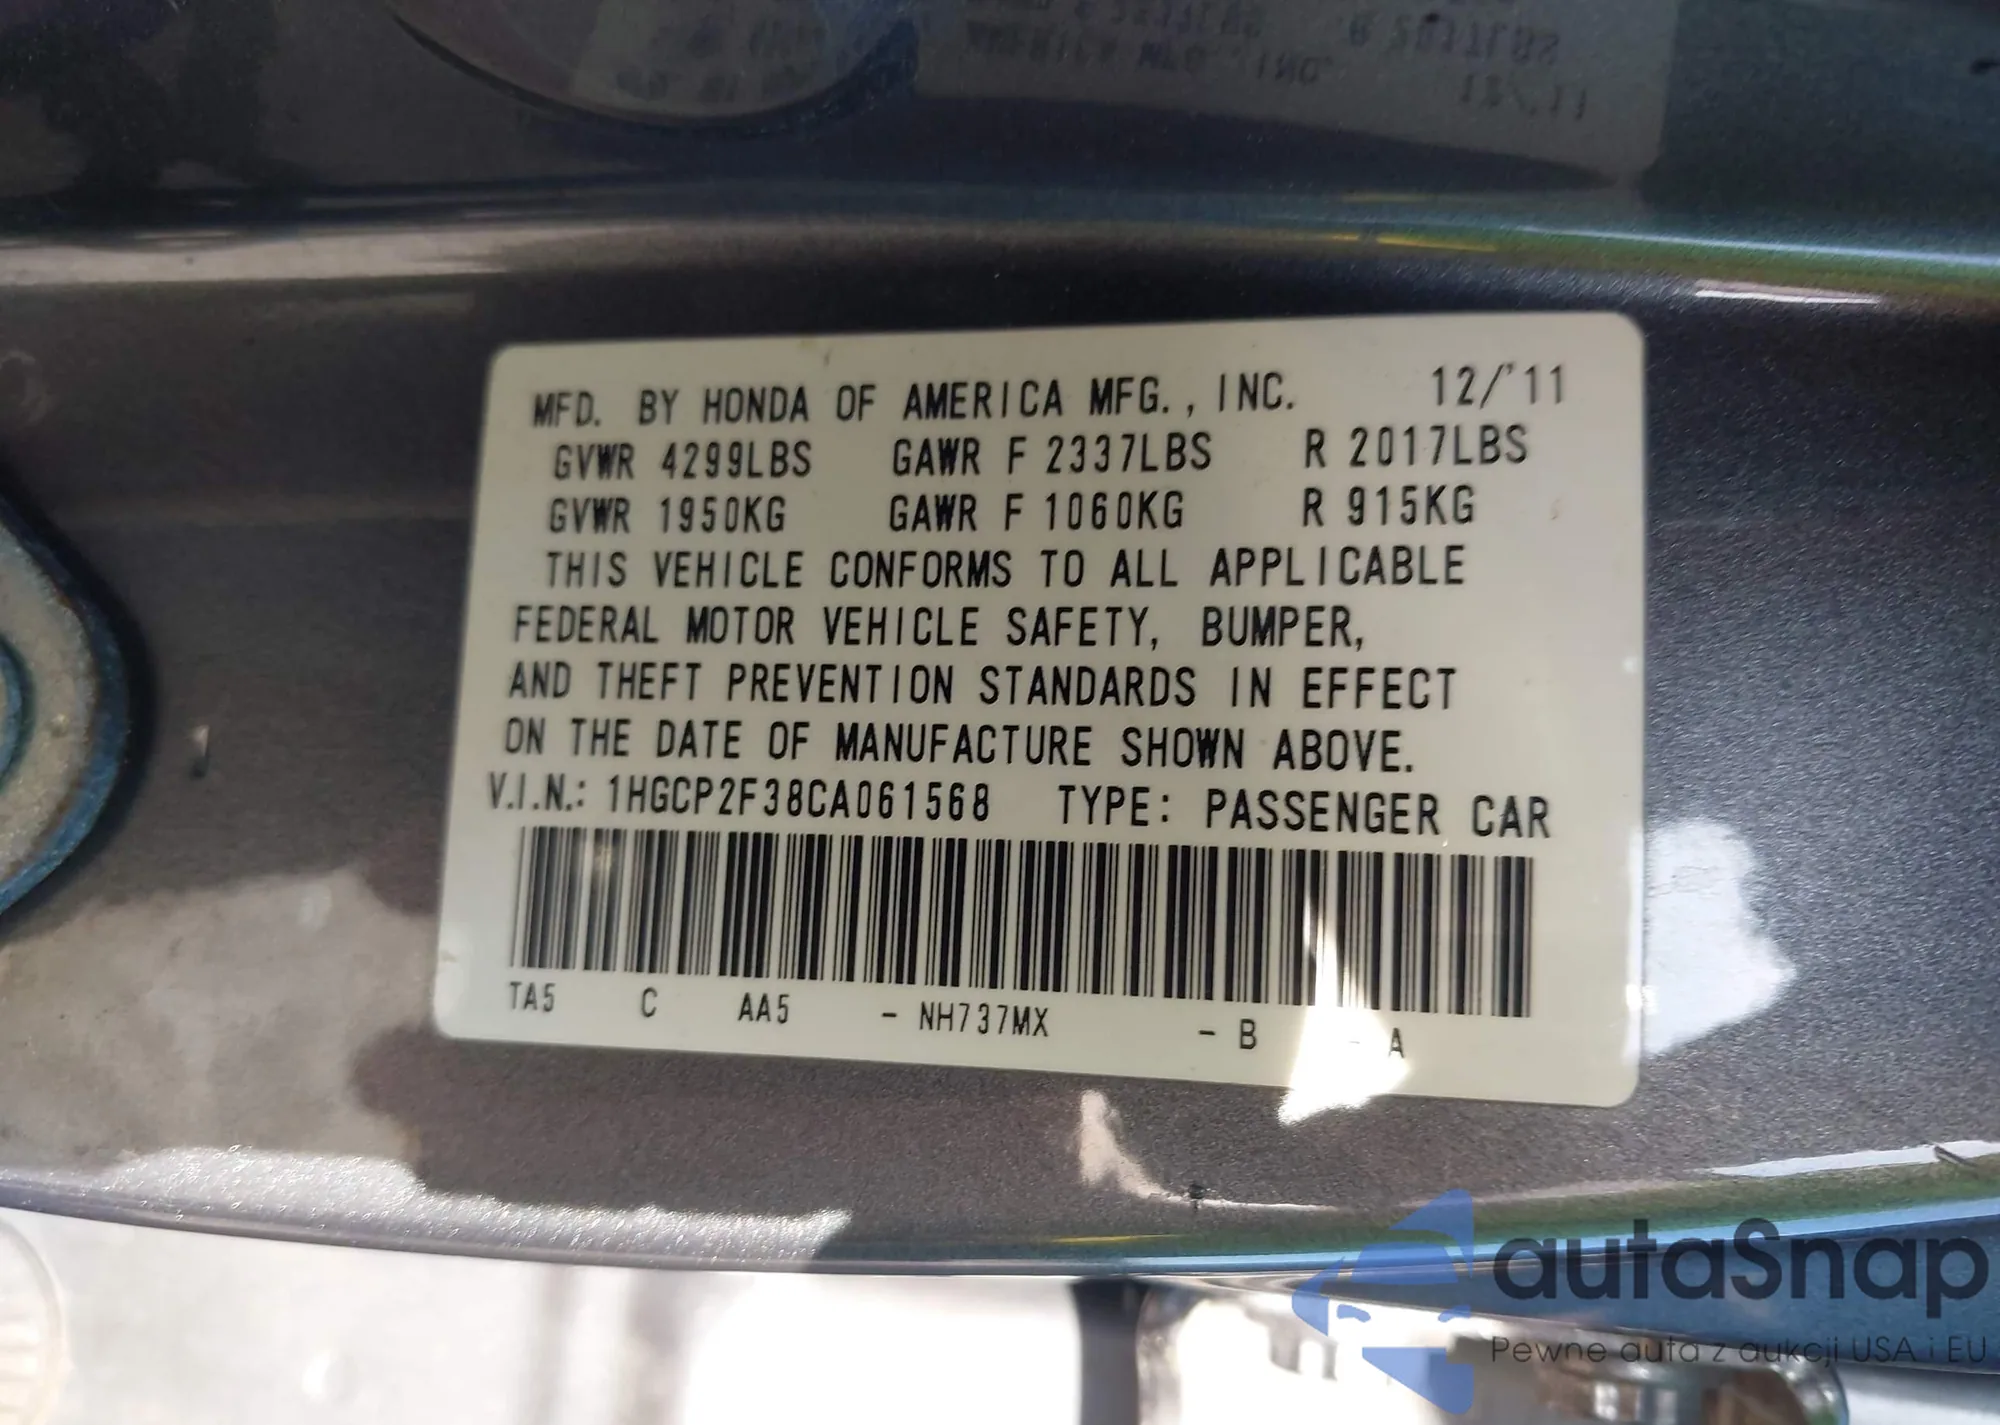 MFD. BY HONDA OF AMERICA MFG., INC. 12/'11
GVWR 4299LBS GAWR F 2337LBS R 2017LBS
GVWR 1950KG GAWR F 1060KG R 915KG
THIS VEHICLE CONFORMS TO ALL APPLICABLE
FEDERAL MOTOR VEHICLE SAFETY, BUMPER,
AND THEFT PREVENTION STANDARDS IN EFFECT
ON THE DATE OF MANUFACTURE SHOWN ABOVE.
V.I.N.: 1HGCP2F38CA061568 TYPE: PASSENGER CAR
TA5 C AA5 - NH737MX - B - A
autoSnap
Pewne auta z aukcji USA i EU